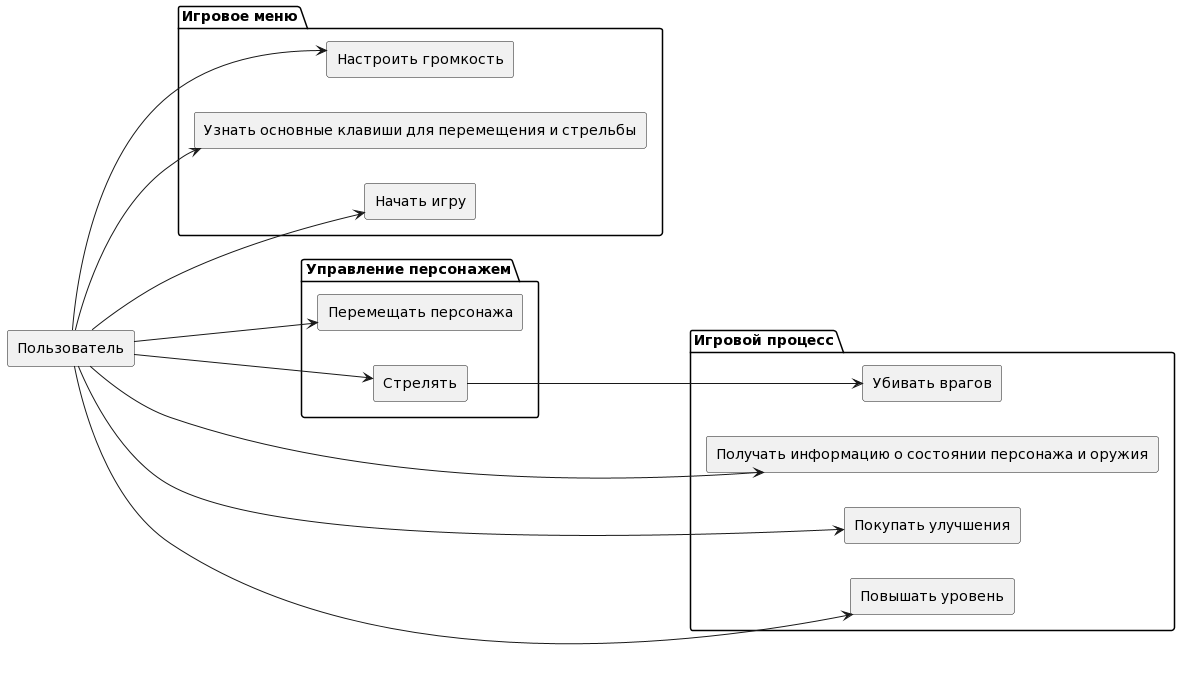 Игровое меню
Настроить громкость
Узнать основные клавиши для перемещения и стрельбы
Начать игру
Управление персонажем
Перемещать персонажа
Пользователь
Стрелять
Игровой процесс
Убивать врагов
Получать информацию о состоянии персонажа и оружия
Покупать улучшения
Повышать уровень